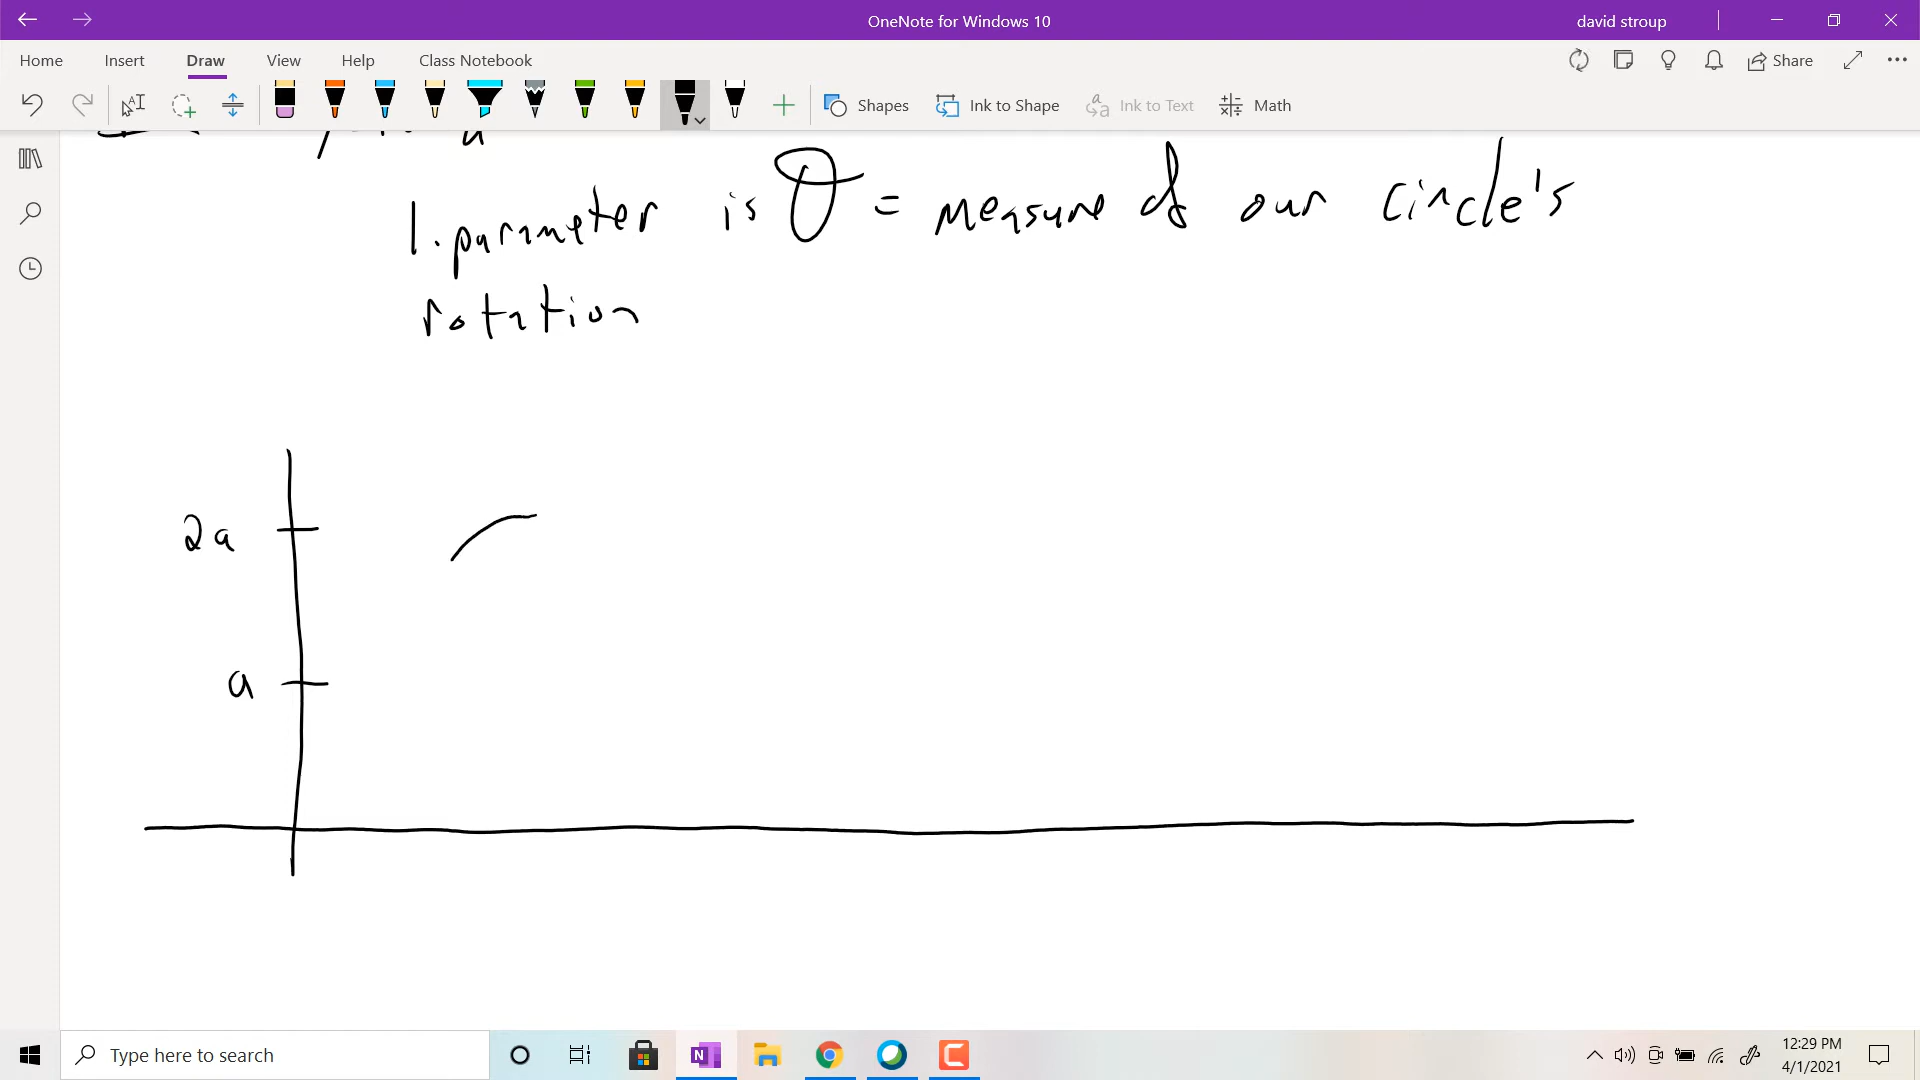 OneNote for Windows 10
david stroup
Home Insert Draw View Help Class Notebook
Share
Shapes Ink to Shape Ink to Text Math
1. parameter is θ = measure of our circle's
rotation
2a
a
Type here to search
12:29 PM
4/1/2021